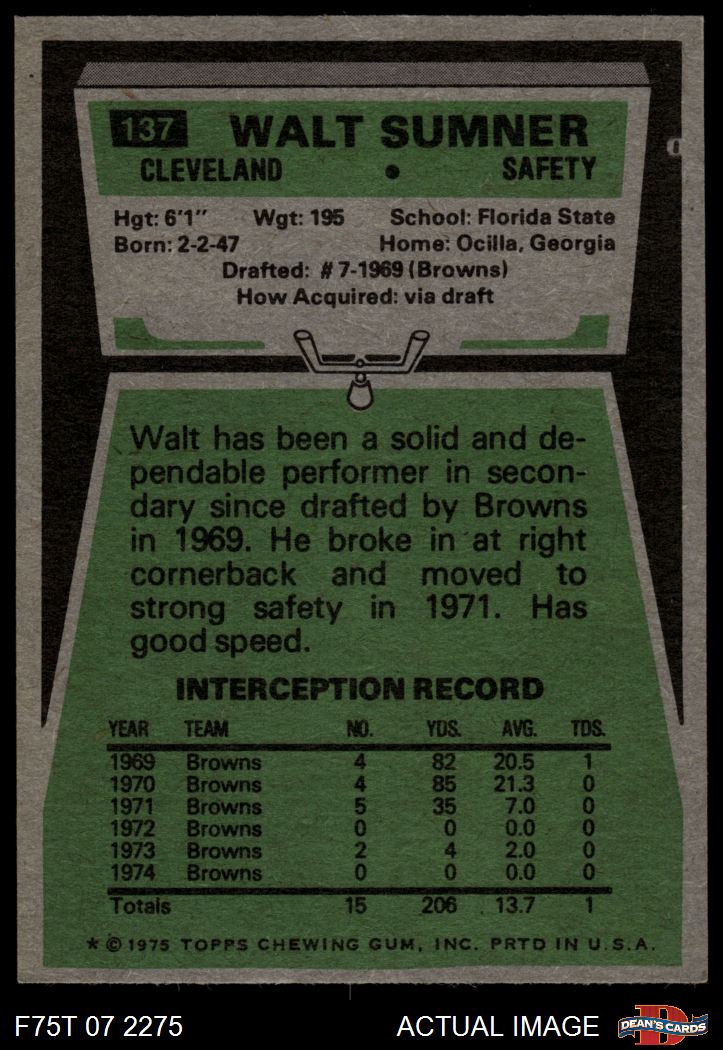 137 WALT SUMNER
CLEVELAND • SAFETY
Hgt: 6'1" Wgt: 195 School: Florida State
Born: 2-2-47 Home: Ocilla, Georgia
Drafted: #7-1969 (Browns)
How Acquired: via draft
Walt has been a solid and de-
pendable performer in secon-
dary since drafted by Browns
in 1969. He broke in at right
cornerback and moved to
strong safety in 1971. Has
good speed.
INTERCEPTION RECORD
YEAR TEAM NO. YDS. AVG. TDS.
1969 Browns 4 82 20.5 1
1970 Browns 4 85 21.3 0
1971 Browns 5 35 7.0 0
1972 Browns 0 0 0.0 0
1973 Browns 2 4 2.0 0
1974 Browns 0 0 0.0 0
Totals 15 206 13.7 1
* © 1975 TOPPS CHEWING GUM, INC. PRTD IN U.S.A.
F75T 07 2275 ACTUAL IMAGE D DEAN'S CARDS